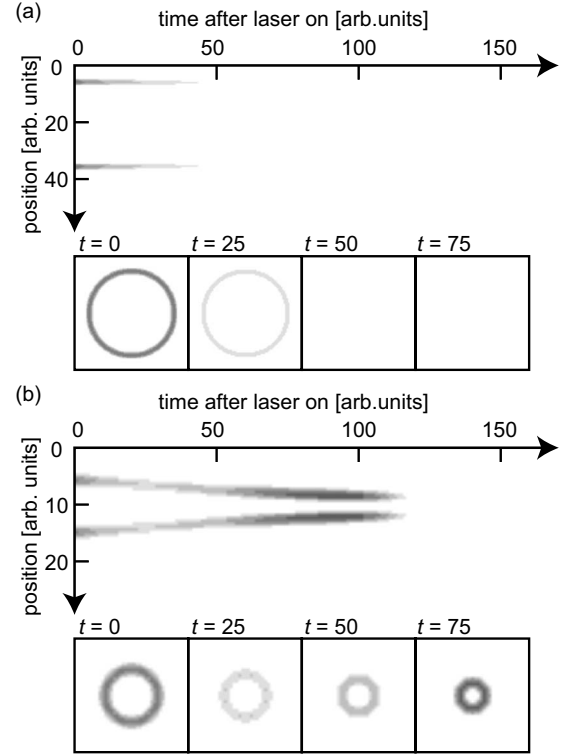 (a)
time after laser on [arb.units]
0 50 100 150
0
20
40
position [arb. units]
t = 0 t = 25 t = 50 t = 75
(b)
time after laser on [arb.units]
0 50 100 150
0
10
20
position [arb. units]
t = 0 t = 25 t = 50 t = 75